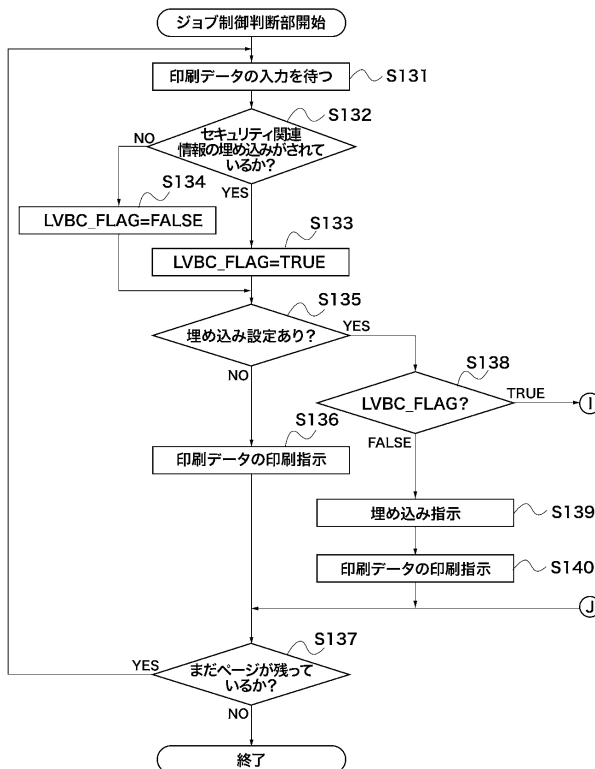 ジョブ制御判断部開始
印刷データの入力を待つ
S131
S132
セキュリティ関連
情報の埋め込みがされて
いるか?
NO
YES
S134
LVBC_FLAG=FALSE
S133
LVBC_FLAG=TRUE
S135
埋め込み設定あり?
YES
NO
S138
LVBC_FLAG?
TRUE
I
FALSE
S136
印刷データの印刷指示
埋め込み指示
S139
印刷データの印刷指示
S140
J
S137
まだページが残って
いるか?
YES
NO
終了